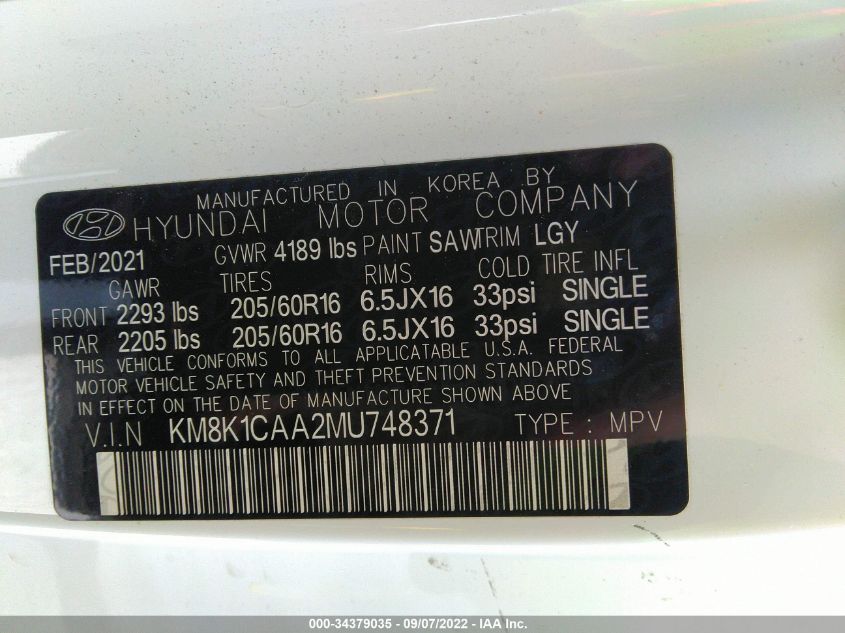 MANUFACTURED IN KOREA BY
HYUNDAI MOTOR COMPANY
FEB/2021 GVWR 4189 lbs PAINT SAW TRIM LGY
GAWR TIRES RIMS COLD TIRE INFL
FRONT 2293 lbs 205/60R16 6.5JX16 33psi SINGLE
REAR 2205 lbs 205/60R16 6.5JX16 33psi SINGLE
THIS VEHICLE CONFORMS TO ALL APPLICATABLE U.S.A. FEDERAL
MOTOR VEHICLE SAFETY AND THEFT PREVENTION STANDARDS
IN EFFECT ON THE DATE OF MANUFACTURE SHOWN ABOVE
V.I.N KM8K1CAA2MU748371 TYPE : MPV
000-34379035 - 09/07/2022 - IAA Inc.